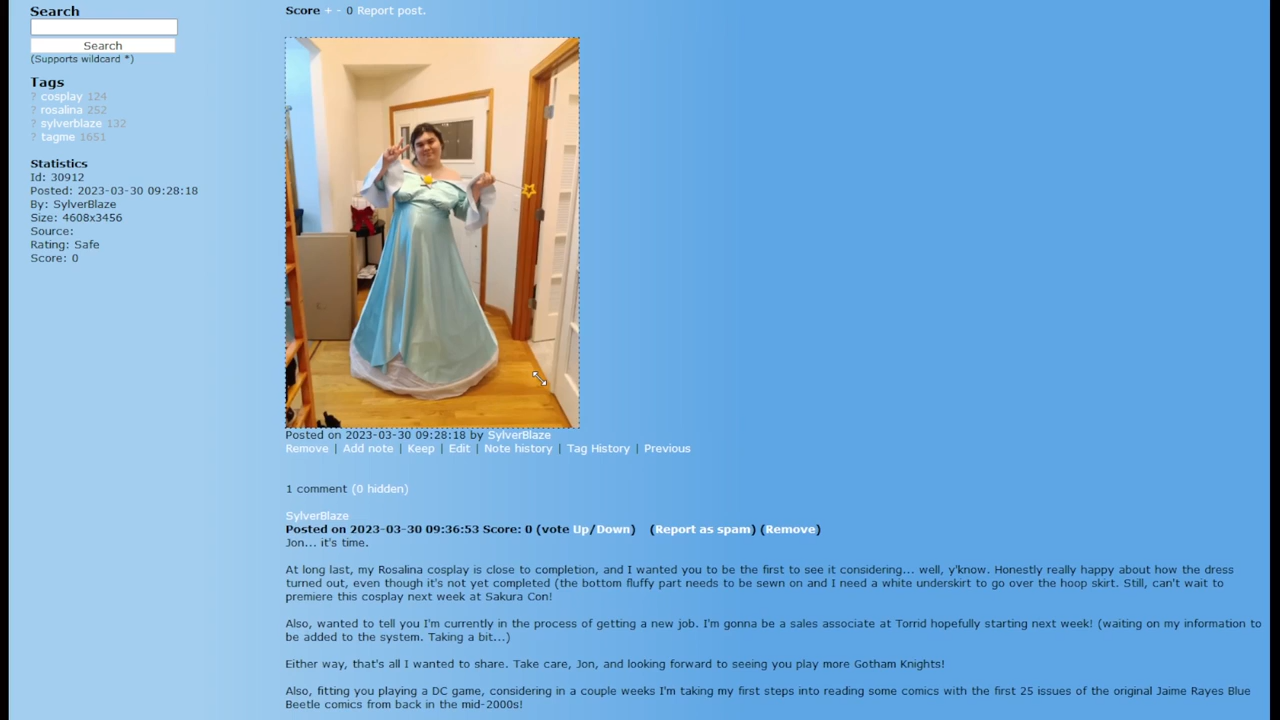 Search
Search
(Supports wildcard *)
Tags
? cosplay 124
? rosalina 252
? sylverblaze 132
? tagme 1651
Statistics
Id: 30912
Posted: 2023-03-30 09:28:18
By: SylverBlaze
Size: 4608x3456
Source:
Rating: Safe
Score: 0
Score + - 0 Report post.
Posted on 2023-03-30 09:28:18 by SylverBlaze
Remove | Add note | Keep | Edit | Note history | Tag History | Previous
1 comment (0 hidden)
SylverBlaze
Posted on 2023-03-30 09:36:53 Score: 0 (vote Up/Down) (Report as spam) (Remove)
Jon... it's time.
At long last, my Rosalina cosplay is close to completion, and I wanted you to be the first to see it considering... well, y'know. Honestly really happy about how the dress
turned out, even though it's not yet completed (the bottom fluffy part needs to be sewn on and I need a white underskirt to go over the hoop skirt. Still, can't wait to
premiere this cosplay next week at Sakura Con!
Also, wanted to tell you I'm currently in the process of getting a new job. I'm gonna be a sales associate at Torrid hopefully starting next week! (waiting on my information to
be added to the system. Taking a bit...)
Either way, that's all I wanted to share. Take care, Jon, and looking forward to seeing you play more Gotham Knights!
Also, fitting you playing a DC game, considering in a couple weeks I'm taking my first steps into reading some comics with the first 25 issues of the original Jaime Rayes Blue
Beetle comics from back in the mid-2000s!